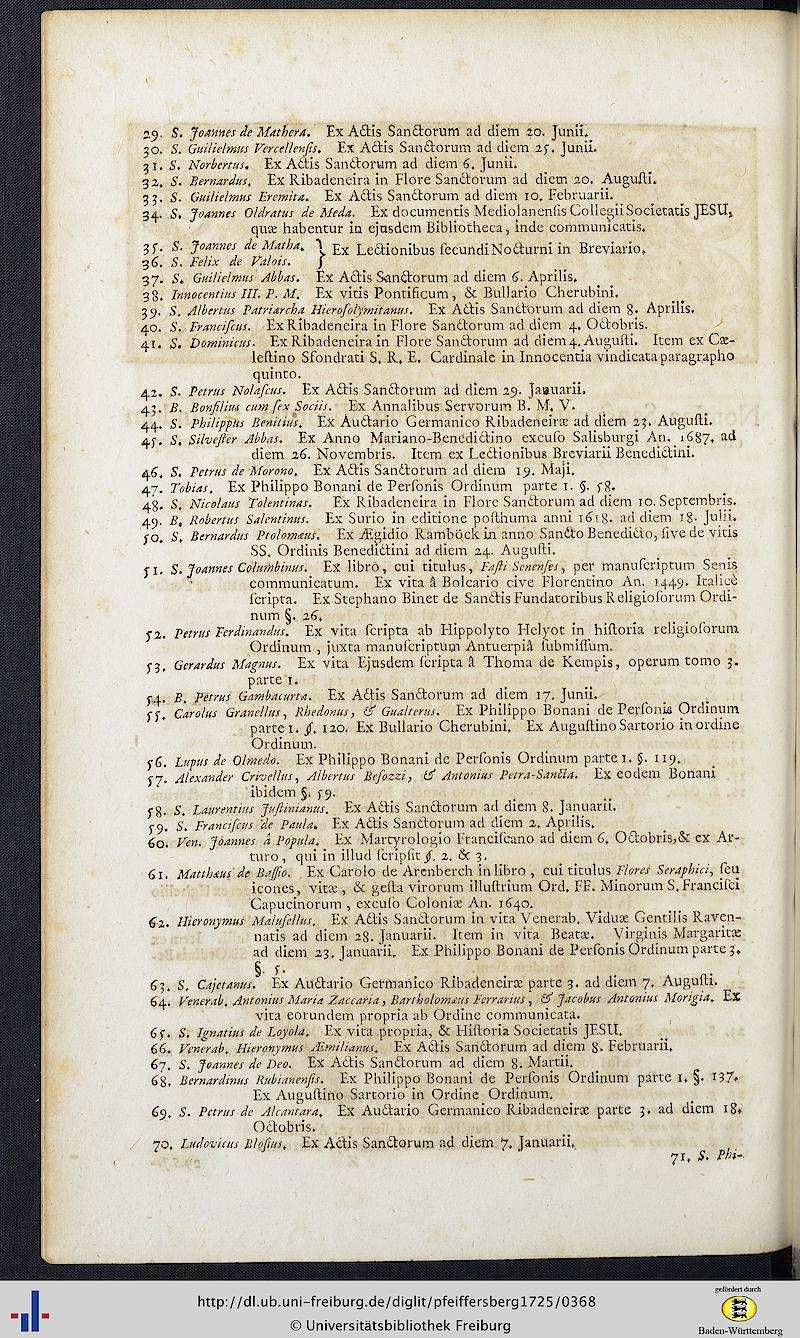 29. S. Joannes de Mathera. Ex Actis Sanctorum ad diem 20. Junii.
30. S. Guilielmus Vercellenſis. Ex Actis Sanctorum ad diem 25. Junii.
31. S. Norbertus. Ex Actis Sanctorum ad diem 6. Junii.
32. S. Bernardus. Ex Ribadeneira in Flore Sanctorum ad diem 20. Auguſti.
33. S. Guilielmus Eremita. Ex Actis Sanctorum ad diem 10. Februarii.
34. S. Joannes Oldratus de Meda. Ex documentis Mediolanenſis Collegii Societatis JESU,
quæ habentur in ejusdem Bibliotheca, inde communicatis.
35. S. Joannes de Matha. } Ex Lectionibus ſecundi Nocturni in Breviario.
36. S. Felix de Valois.
37. S. Guilielmus Abbas. Ex Actis Sanctorum ad diem 6. Aprilis.
38. Innocentius III. P. M. Ex vitis Pontificum, & Bullario Cherubini.
39. S. Albertus Patriarcha Hieroſolymitanus. Ex Actis Sanctorum ad diem 8. Aprilis.
40. S. Franciſcus. Ex Ribadeneira in Flore Sanctorum ad diem 4. Octobris.
41. S. Dominicus. Ex Ribadeneira in Flore Sanctorum ad diem 4. Auguſti. Item ex Cæ-
leſtino Sfondrati S. R. E. Cardinale in Innocentia vindicata paragrapho
quinto.
42. S. Petrus Nolaſcus. Ex Actis Sanctorum ad diem 29. Januarii.
43. B. Bonfilius cum ſex Sociis. Ex Annalibus Servorum B. M. V.
44. S. Philippus Benitius. Ex Auctario Germanico Ribadeneiræ ad diem 23. Auguſti.
45. S. Silveſter Abbas. Ex Anno Mariano-Benedictino excuſo Salisburgi An. 1687. ad
diem 26. Novembris. Item ex Lectionibus Breviarii Benedictini.
46. S. Petrus de Morono. Ex Actis Sanctorum ad diem 19. Maji.
47. Tobias. Ex Philippo Bonani de Perſonis Ordinum parte 1. §. 58.
48. S. Nicolaus Tolentinas. Ex Ribadeneira in Flore Sanctorum ad diem 10. Septembris.
49. B. Robertus Salentinus. Ex Surio in editione poſthuma anni 1618. ad diem 18. Julii.
50. S. Bernardus Ptolomæus. Ex Ægidio Ramböck in anno Sancto Benedicto, ſive de vitis
SS. Ordinis Benedictini ad diem 24. Auguſti.
51. S. Joannes Columbinus. Ex libro, cui titulus, Faſti Senenſes, per manuſcriptum Senis
communicatum. Ex vita â Bolcario cive Florentino An. 1449. Italicè
ſcripta. Ex Stephano Binet de Sanctis Fundatoribus Religioſorum Ordi-
num §. 26.
52. Petrus Ferdinandus. Ex vita ſcripta ab Hippolyto Helyot in hiſtoria religioſorum
Ordinum, juxta manuſcriptum Antuerpiâ ſubmiſſum.
53. Gerardus Magnus. Ex vita Ejusdem ſcripta â Thoma de Kempis, operum tomo 3.
parte 1.
54. B. Petrus Gambacurta. Ex Actis Sanctorum ad diem 17. Junii.
55. Carolus Granellus, Rhedonus, & Gualterus. Ex Philippo Bonani de Perſonis Ordinum
parte 1. §. 120. Ex Bullario Cherubini. Ex Auguſtino Sartorio in ordine
Ordinum.
56. Lupus de Olmedo. Ex Philippo Bonani de Perſonis Ordinum parte 1. §. 119.
57. Alexander Crivellus, Albertus Beſozzi, & Antonius Petra-Sancta. Ex eodem Bonani
ibidem §. 59.
58. S. Laurentius Juſtinianus. Ex Actis Sanctorum ad diem 8. Januarii.
59. S. Franciſcus de Paula. Ex Actis Sanctorum ad diem 2. Aprilis.
60. Ven. Joannes â Popula. Ex Martyrologio Franciſcano ad diem 6. Octobris, & ex Ar-
turo, qui in illud ſcripſit §. 2. & 3.
61. Matthæus de Baſſo. Ex Carolo de Arenberch in libro, cui titulus Flores Seraphici, ſeu
icones, vitæ, & geſta virorum illuſtrium Ord. FF. Minorum S. Franciſci
Capucinorum, excuſo Coloniæ An. 1640.
62. Hieronymus Maluſellus. Ex Actis Sanctorum in vita Venerab. Viduæ Gentilis Raven-
natis ad diem 28. Januarii. Item in vita Beatæ. Virginis Margaritæ
ad diem 23. Januarii. Ex Philippo Bonani de Perſonis Ordinum parte 3.
§. 5.
63. S. Cajetanus. Ex Auctario Germanico Ribadeneiræ parte 3. ad diem 7. Auguſti.
64. Venerab. Antonius Maria Zaccaria, Bartholomæus Ferrarius, & Jacobus Antonius Morigia. Ex
vita eorundem propria ab Ordine communicata.
65. S. Ignatius de Loyola. Ex vita propria, & Hiſtoria Societatis JESU.
66. Venerab. Hieronymus Æmilianus. Ex Actis Sanctorum ad diem 8. Februarii.
67. S. Joannes de Deo. Ex Actis Sanctorum ad diem 8. Martii.
68. Bernardinus Rubianenſis. Ex Philippo Bonani de Perſonis Ordinum parte 1. §. 137.
Ex Auguſtino Sartorio in Ordine Ordinum.
69. S. Petrus de Alcantara. Ex Auctario Germanico Ribadeneiræ parte 3. ad diem 18.
Octobris.
70. Ludovicus Bloſius. Ex Actis Sanctorum ad diem 7. Januarii.
71. S. Phi-
http://dl.ub.uni-freiburg.de/diglit/pfeiffersberg1725/0368
© Universitätsbibliothek Freiburg
gefördert durch
Baden-Württemberg